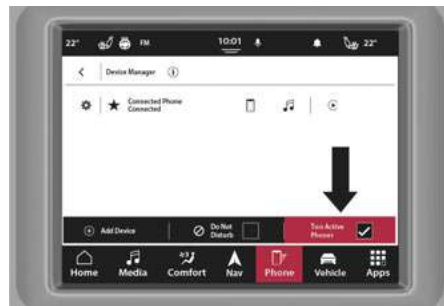 22° FM 10:01 22°
Device Manager
Connected Phone
Connected
Add Device
Do Not
Disturb
Two Active
Phones
Home Media Comfort Nav Phone Vehicle Apps